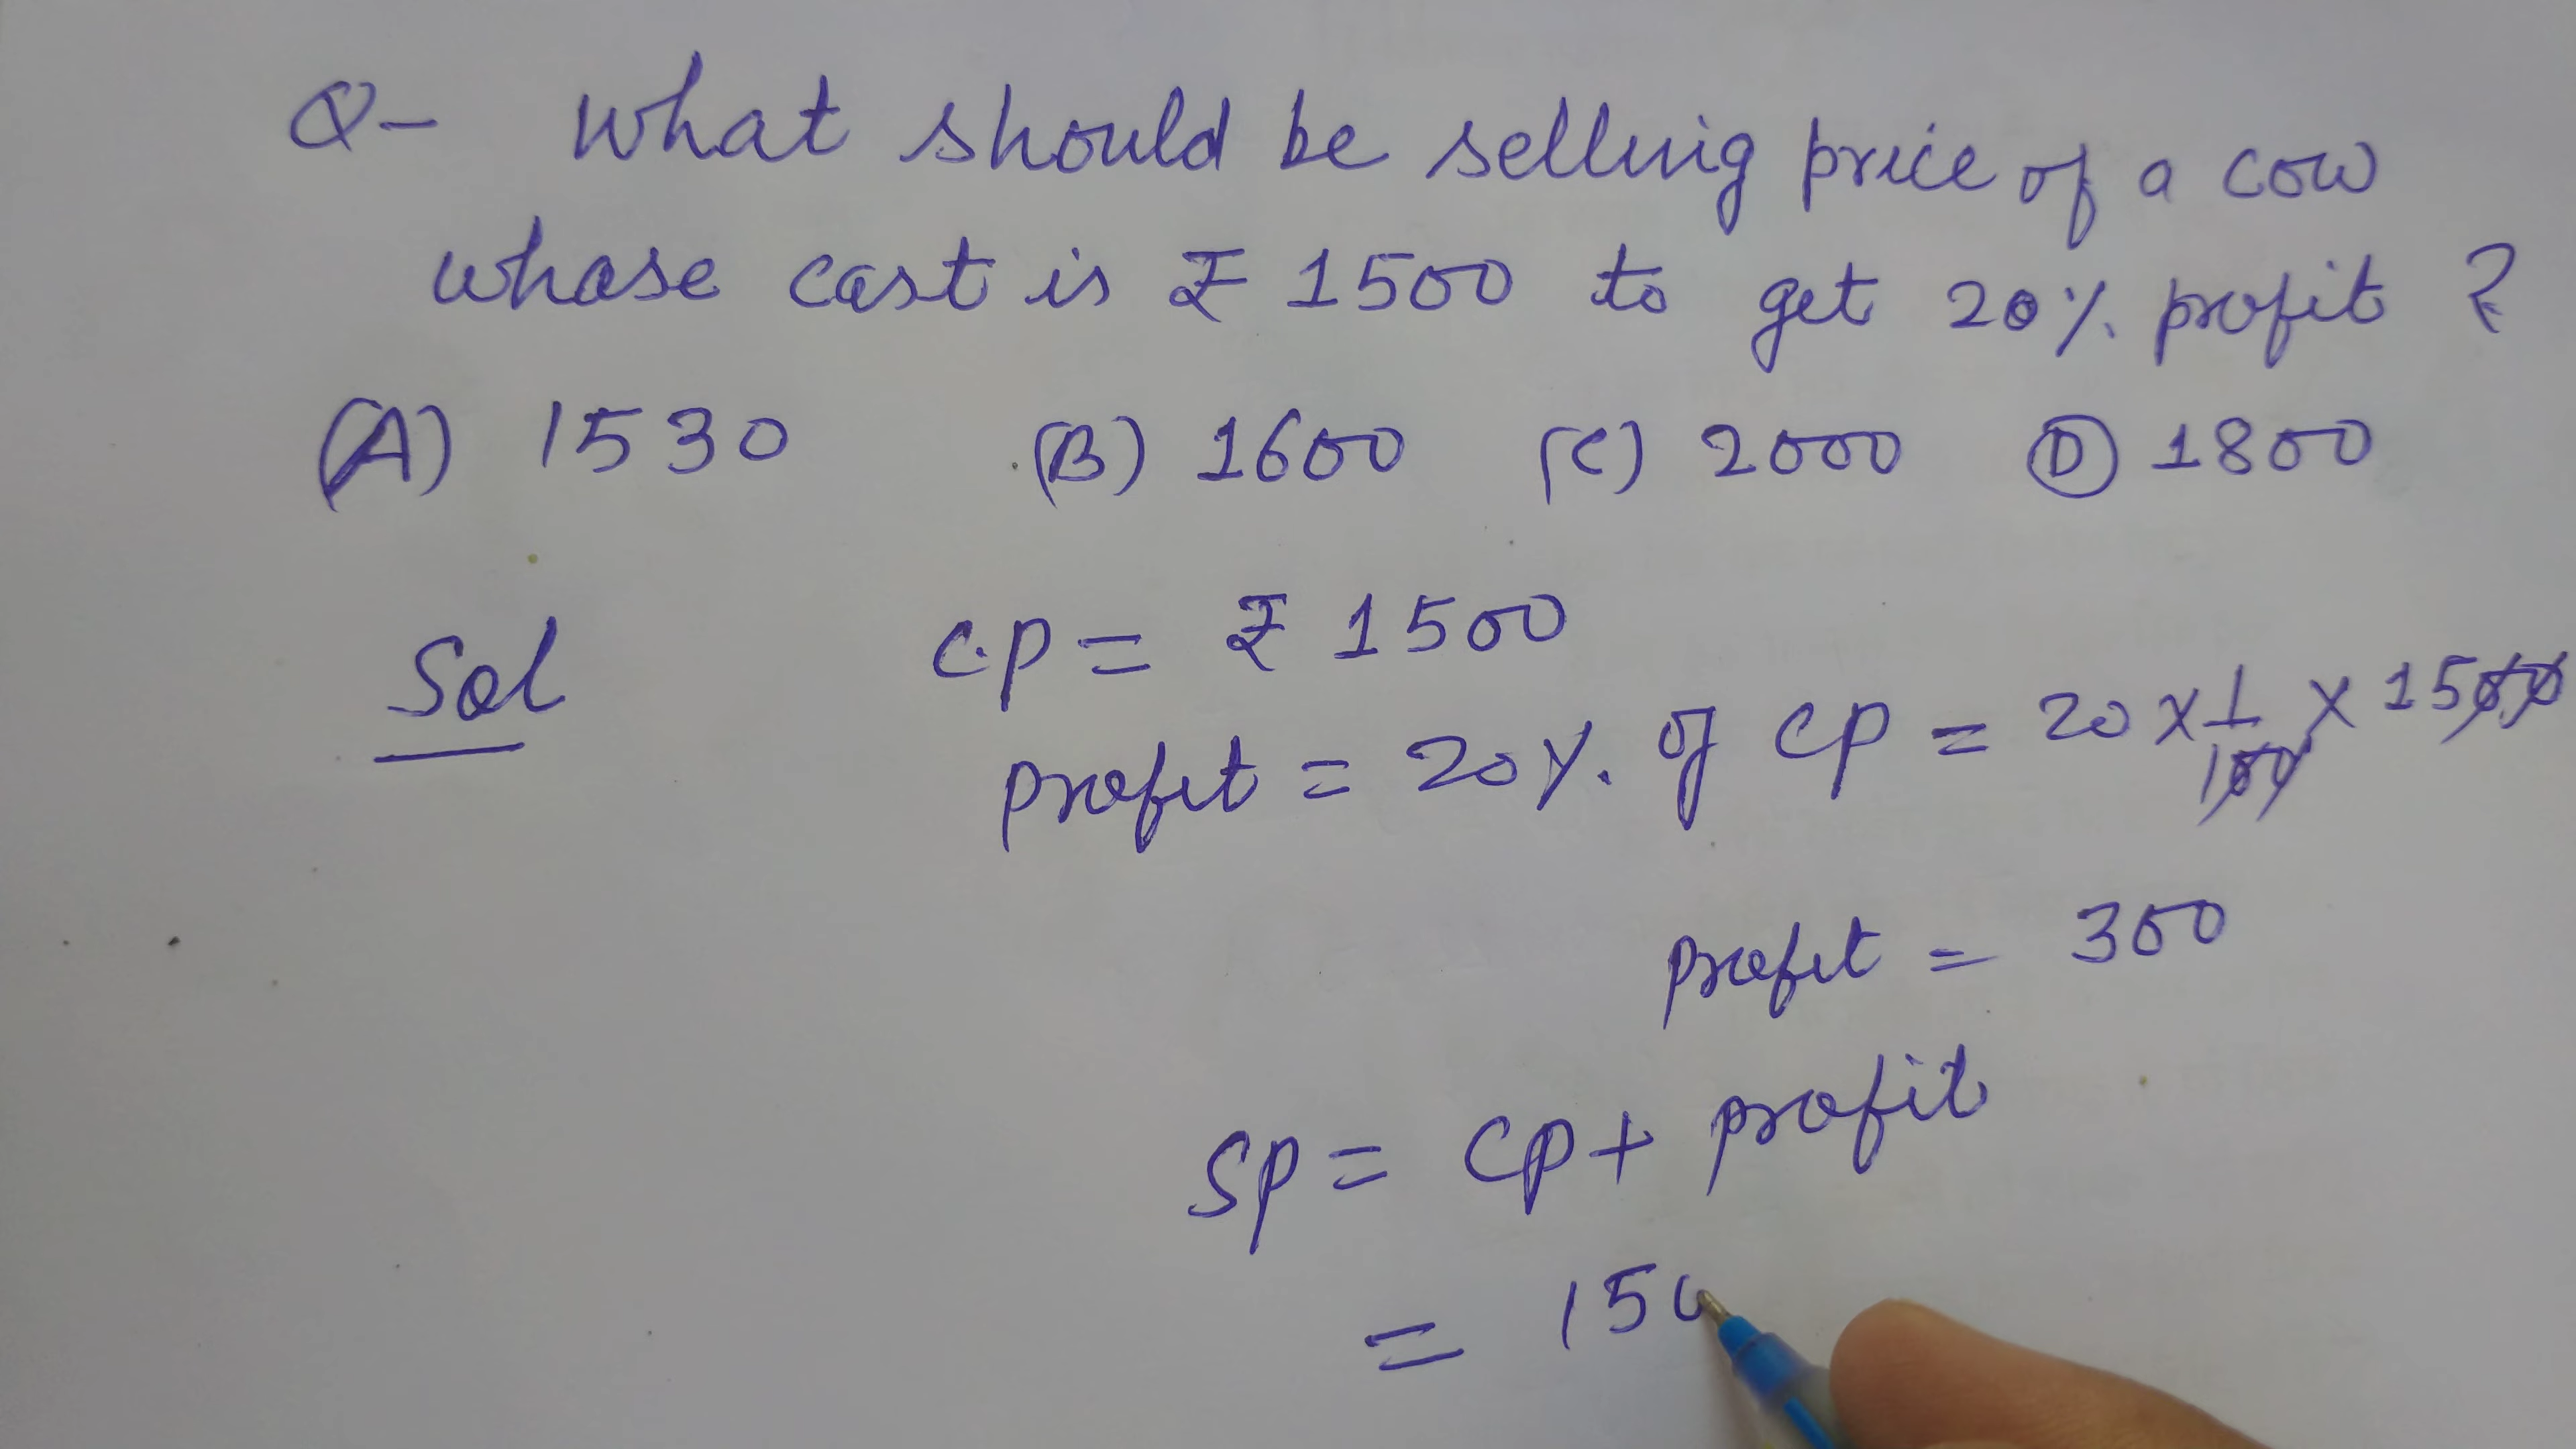 Q- What should be selling price of a cow
whose cost is ₹ 1500 to get 20% profit ?
(A) 1530 (B) 1600 (C) 2000 (D) 1800
Sol C.P = ₹ 1500
Profit = 20%. of CP = 20 × 1/100 × 1500
Profit = 300
SP = CP + profit
= 150